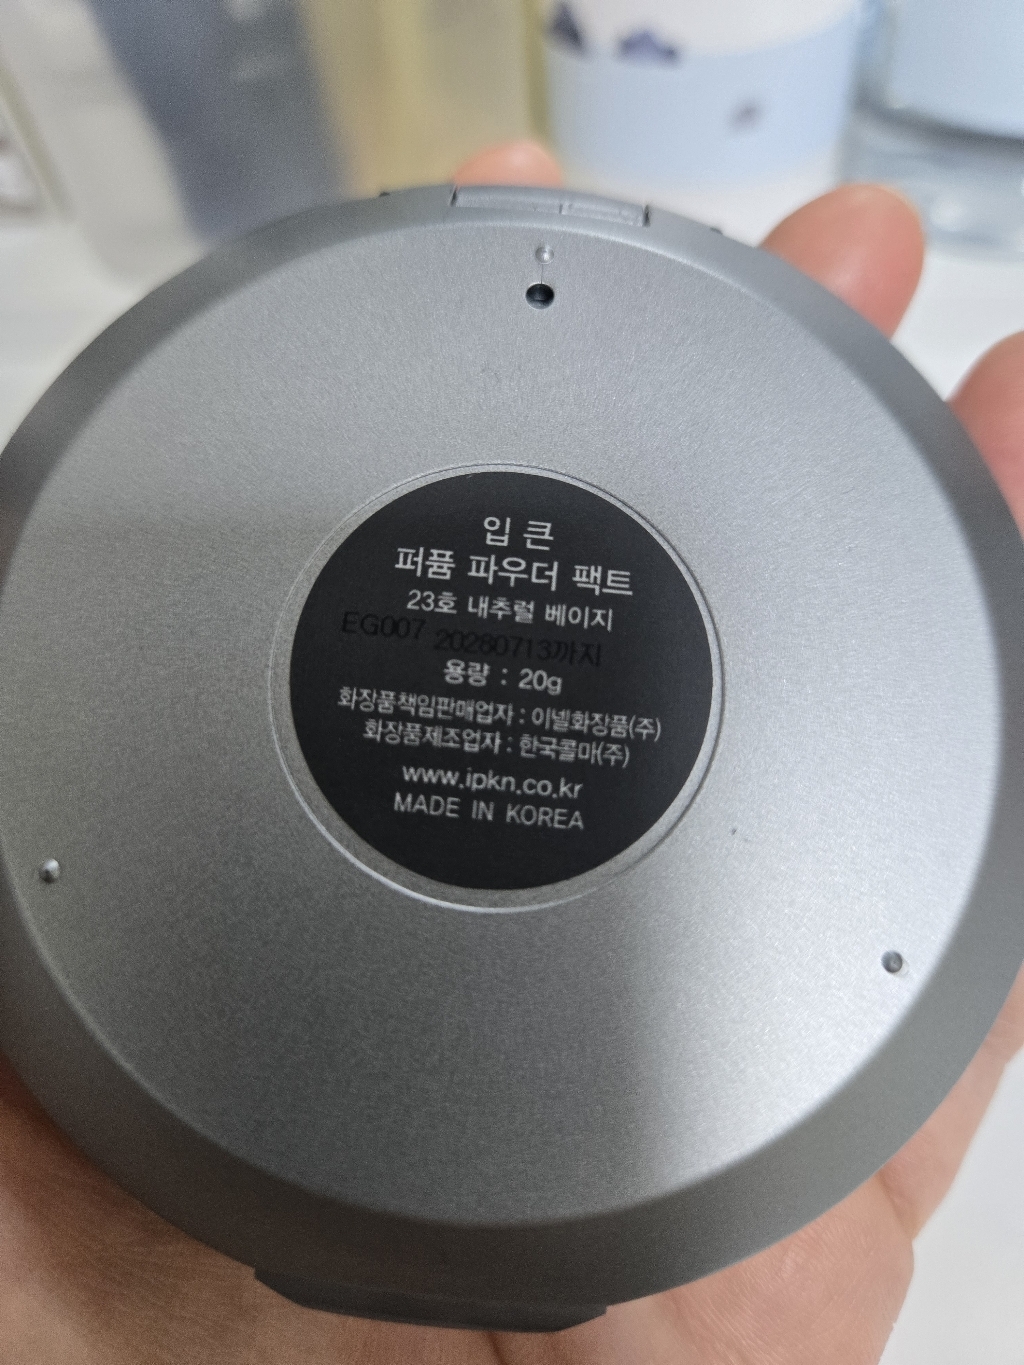 입 큰
퍼퓸 파우더 팩트
23호 내추럴 베이지
EG007 20280713까지
용량 : 20g
화장품책임판매업자 : 이넬화장품(주)
화장품제조업자 : 한국콜마(주)
www.ipkn.co.kr
MADE IN KOREA